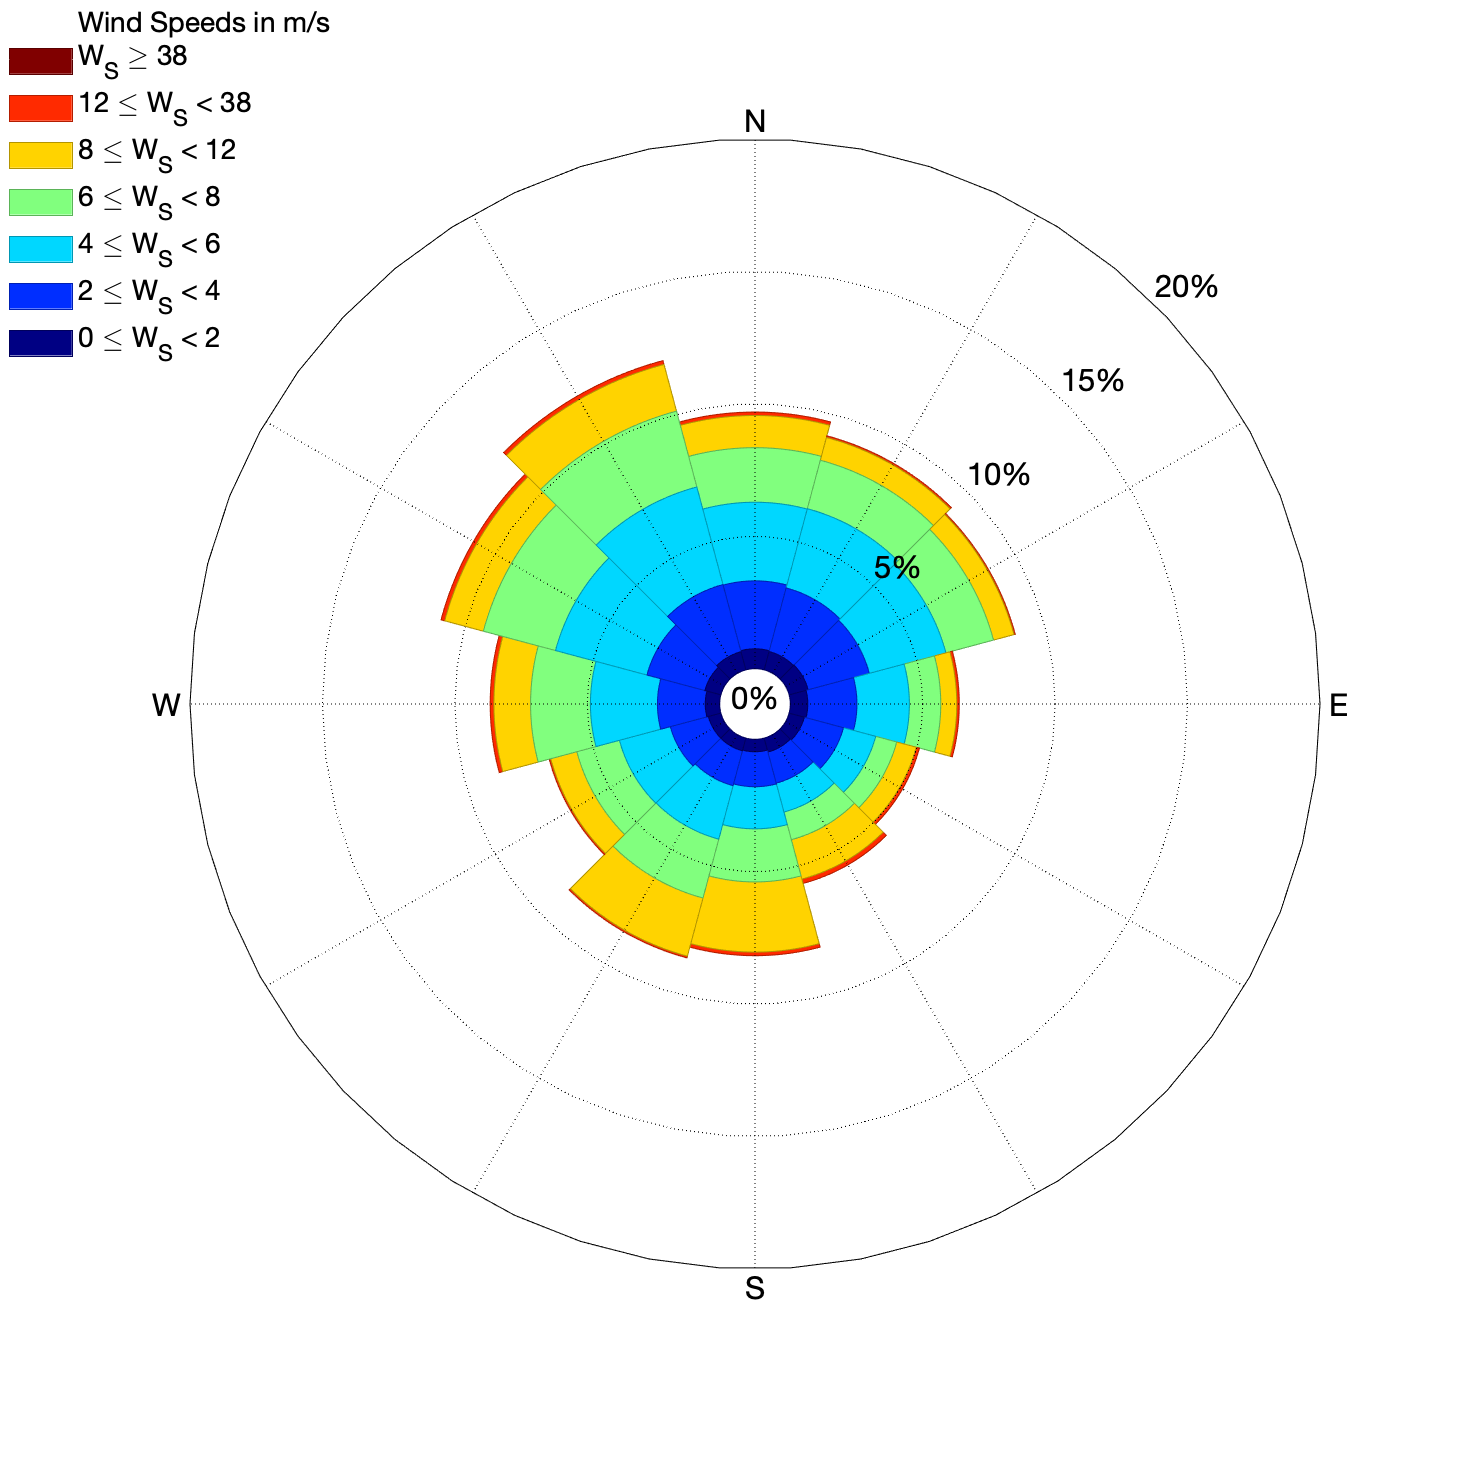 Wind Speeds in m/s
W_S ≥ 38
12 ≤ W_S < 38
8 ≤ W_S < 12
6 ≤ W_S < 8
4 ≤ W_S < 6
2 ≤ W_S < 4
0 ≤ W_S < 2
N
20%
15%
10%
5%
0%
W
E
S